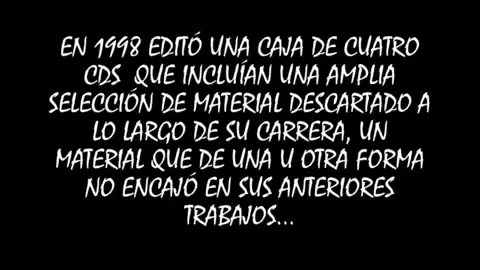 EN 1998 EDITÓ UNA CAJA DE CUATRO
CDS QUE INCLUÍAN UNA AMPLIA
SELECCIÓN DE MATERIAL DESCARTADO A
LO LARGO DE SU CARRERA, UN
MATERIAL QUE DE UNA U OTRA FORMA
NO ENCAJÓ EN SUS ANTERIORES
TRABAJOS...